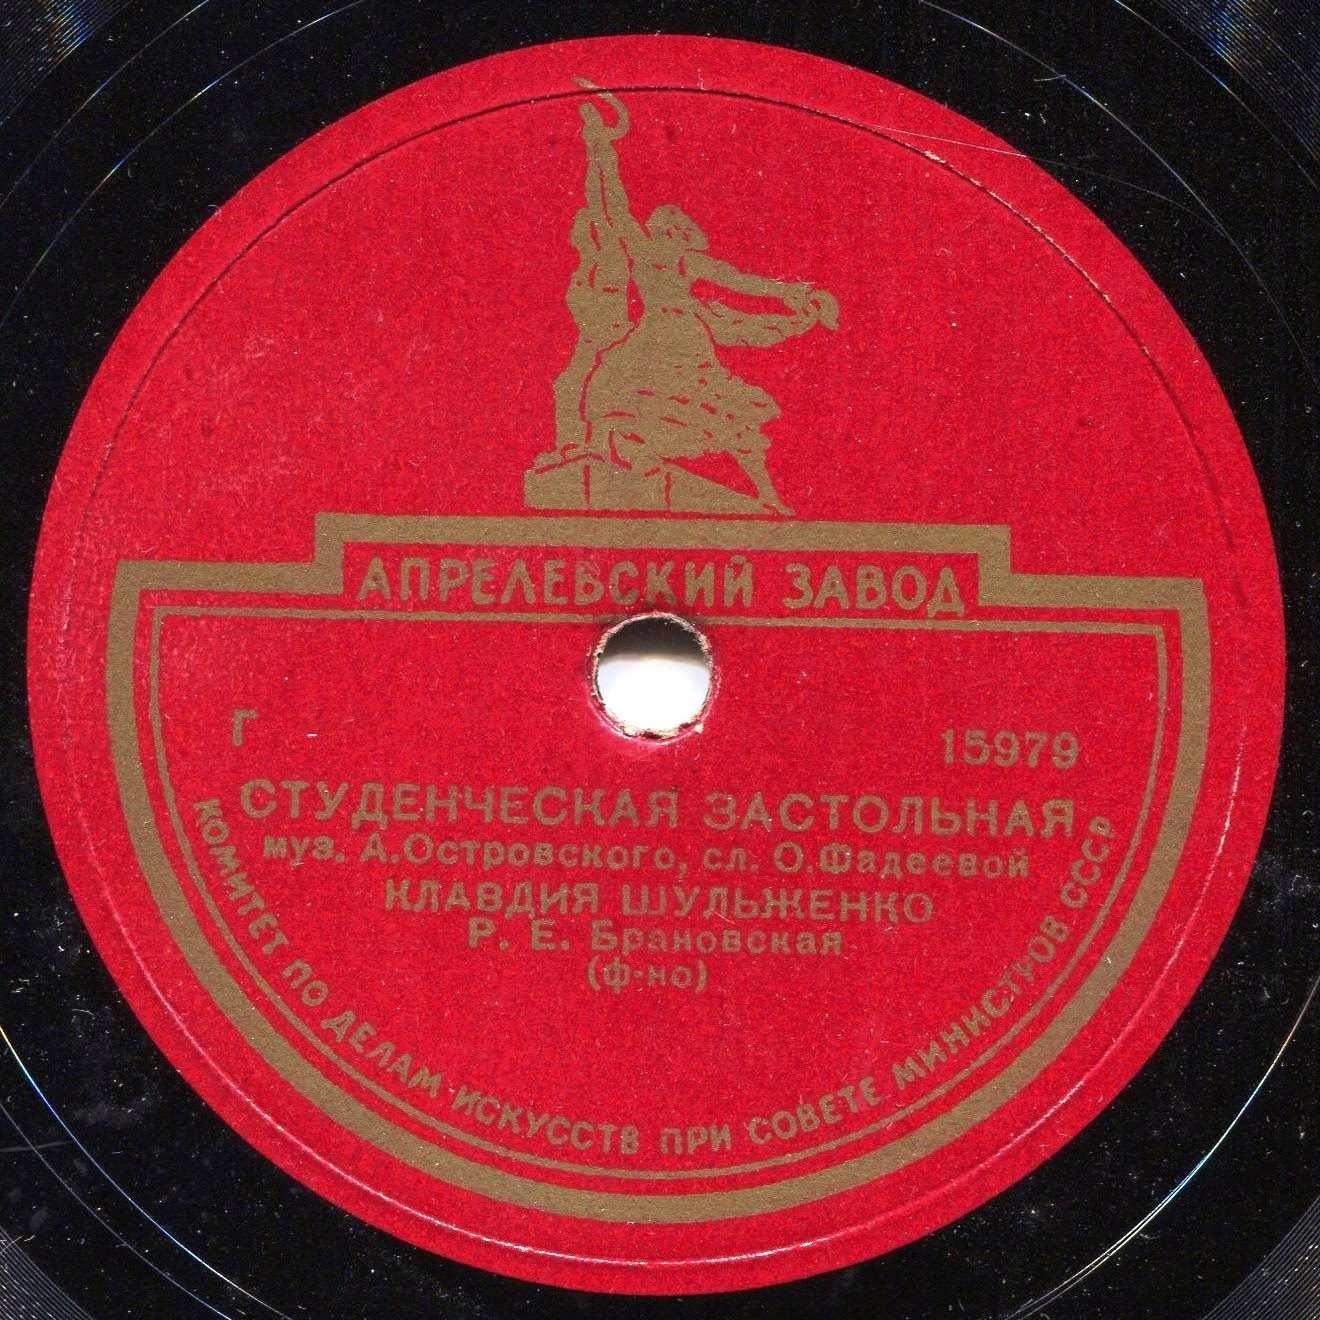 АПРЕЛЕВСКИЙ ЗАВОД
Г 15979
СТУДЕНЧЕСКАЯ ЗАСТОЛЬНАЯ
муз. А.Островского, сл. О.Фадеевой
КЛАВДИЯ ШУЛЬЖЕНКО
Р. Е. Брановская
(ф-но)
КОМИТЕТ ПО ДЕЛАМ ИСКУССТВ ПРИ СОВЕТЕ МИНИСТРОВ СССР